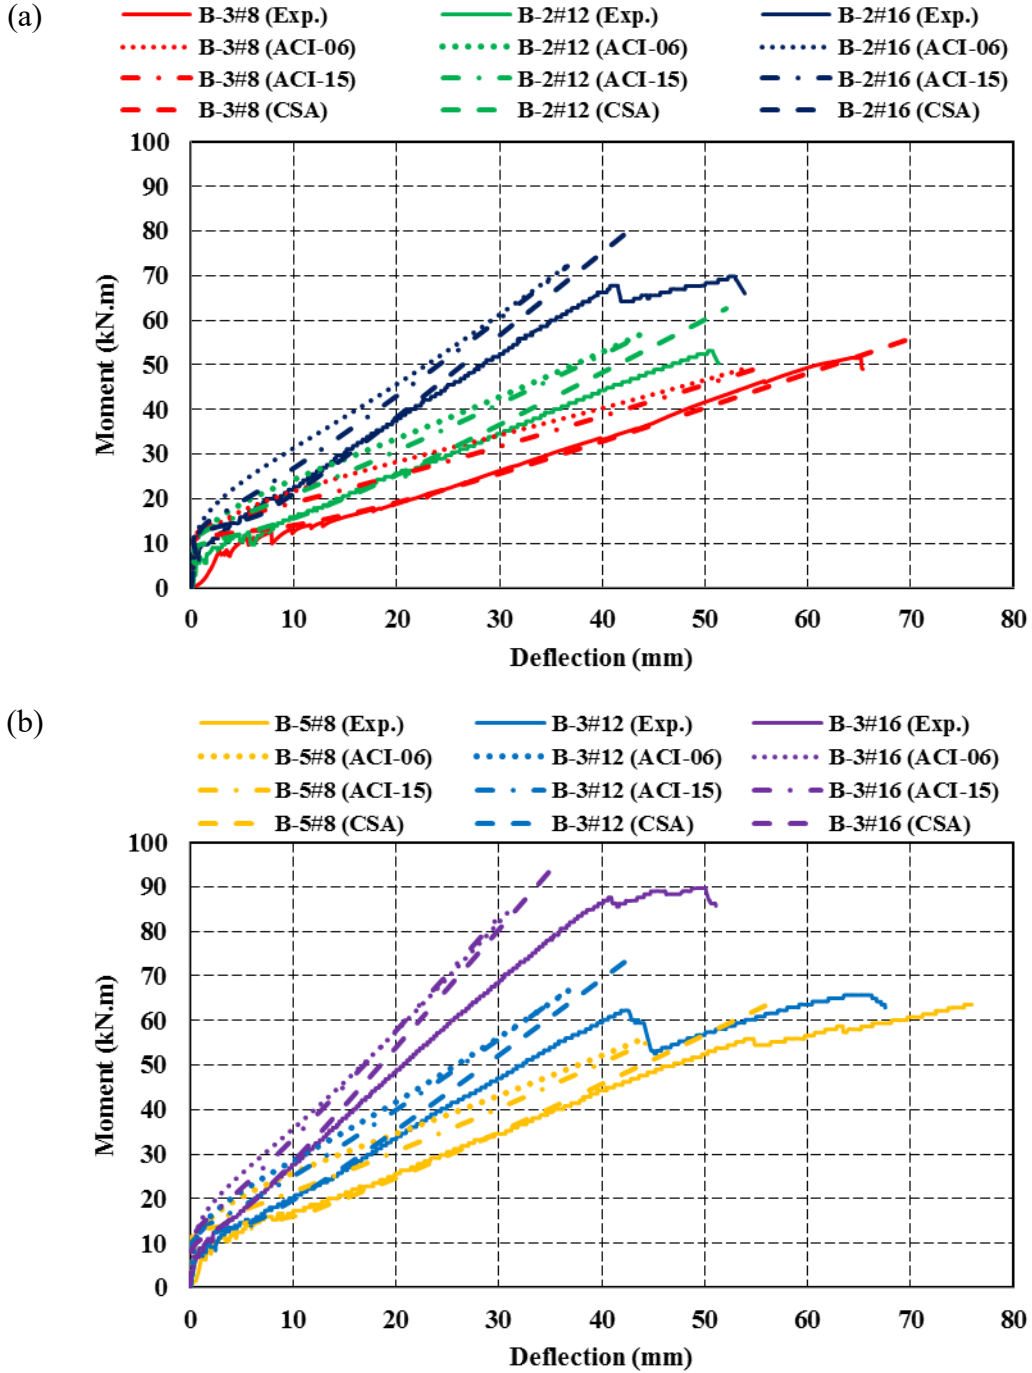 (a)
B-3#8 (Exp.) B-2#12 (Exp.) B-2#16 (Exp.)
B-3#8 (ACI-06) B-2#12 (ACI-06) B-2#16 (ACI-06)
B-3#8 (ACI-15) B-2#12 (ACI-15) B-2#16 (ACI-15)
B-3#8 (CSA) B-2#12 (CSA) B-2#16 (CSA)
100
90
80
70
60
50
40
30
20
10
0
Moment (kN.m)
0 10 20 30 40 50 60 70 80
Deflection (mm)
(b)
B-5#8 (Exp.) B-3#12 (Exp.) B-3#16 (Exp.)
B-5#8 (ACI-06) B-3#12 (ACI-06) B-3#16 (ACI-06)
B-5#8 (ACI-15) B-3#12 (ACI-15) B-3#16 (ACI-15)
B-5#8 (CSA) B-3#12 (CSA) B-3#16 (CSA)
100
90
80
70
60
50
40
30
20
10
0
Moment (kN.m)
0 10 20 30 40 50 60 70 80
Deflection (mm)